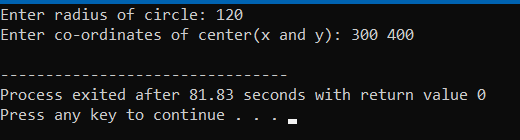 Enter radius of circle: 120
Enter co-ordinates of center(x and y): 300 400
--------------------------------
Process exited after 81.83 seconds with return value 0
Press any key to continue . . .